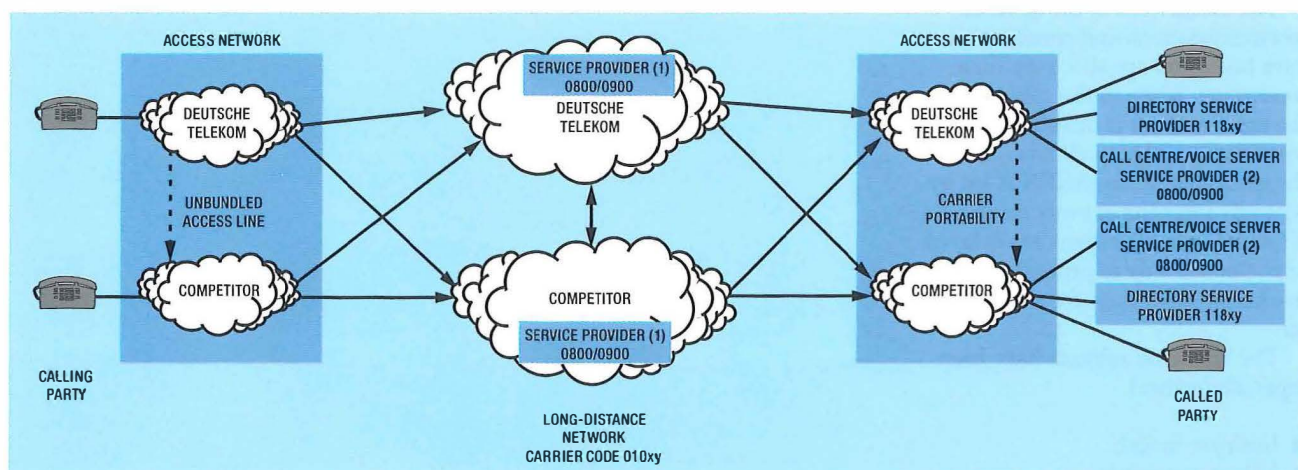 ACCESS NETWORK
DEUTSCHE
TELEKOM
UNBUNDLED
ACCESS LINE
COMPETITOR
CALLING
PARTY
SERVICE PROVIDER (1)
0800/0900
DEUTSCHE
TELEKOM
COMPETITOR
SERVICE PROVIDER (1)
0800/0900
LONG-DISTANCE
NETWORK
CARRIER CODE 010xy
ACCESS NETWORK
DEUTSCHE
TELEKOM
CARRIER
PORTABILITY
COMPETITOR
DIRECTORY SERVICE
PROVIDER 118xy
CALL CENTRE/VOICE SERVER
SERVICE PROVIDER (2)
0800/0900
CALL CENTRE/VOICE SERVER
SERVICE PROVIDER (2)
0800/0900
DIRECTORY SERVICE
PROVIDER 118xy
CALLED
PARTY